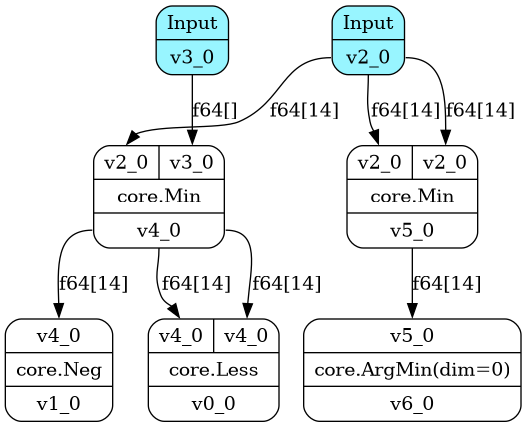 Input
v3_0
Input
v2_0
f64[]
f64[14]
f64[14]
f64[14]
v2_0 v3_0
core.Min
v4_0
v2_0 v2_0
core.Min
v5_0
f64[14]
f64[14]
f64[14]
f64[14]
v4_0
core.Neg
v1_0
v4_0 v4_0
core.Less
v0_0
v5_0
core.ArgMin(dim=0)
v6_0